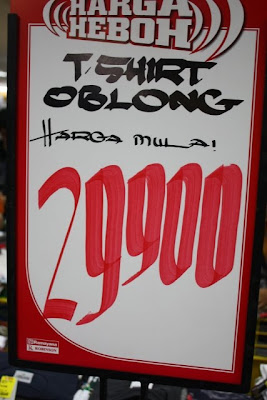 HARGA
HEBOH
T-SHIRT
OBLONG
HARGA MULAI
29900